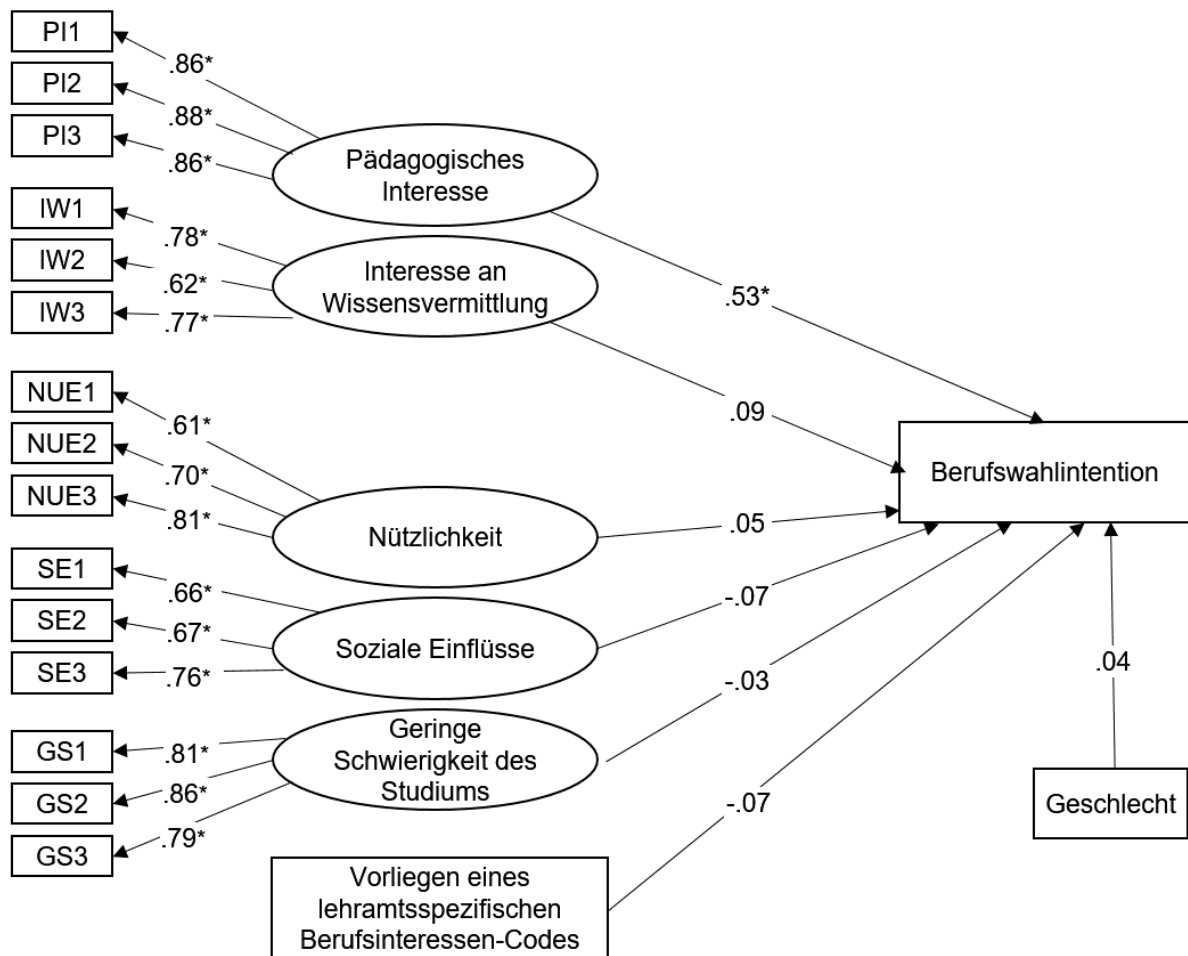 PI1
.86*
PI2
.88*
PI3
.86*
Pädagogisches
Interesse
IW1
.78*
IW2
.62*
IW3
.77*
Interesse an
Wissensvermittlung
.53*
.09
NUE1
.61*
NUE2
.70*
NUE3
.81*
Nützlichkeit
.05
Berufswahlintention
SE1
.66*
SE2
.67*
SE3
.76*
Soziale Einflüsse
-.07
-.03
.04
GS1
.81*
GS2
.86*
GS3
.79*
Geringe
Schwierigkeit des
Studiums
-.07
Geschlecht
Vorliegen eines
lehramtsspezifischen
Berufsinteressen-Codes